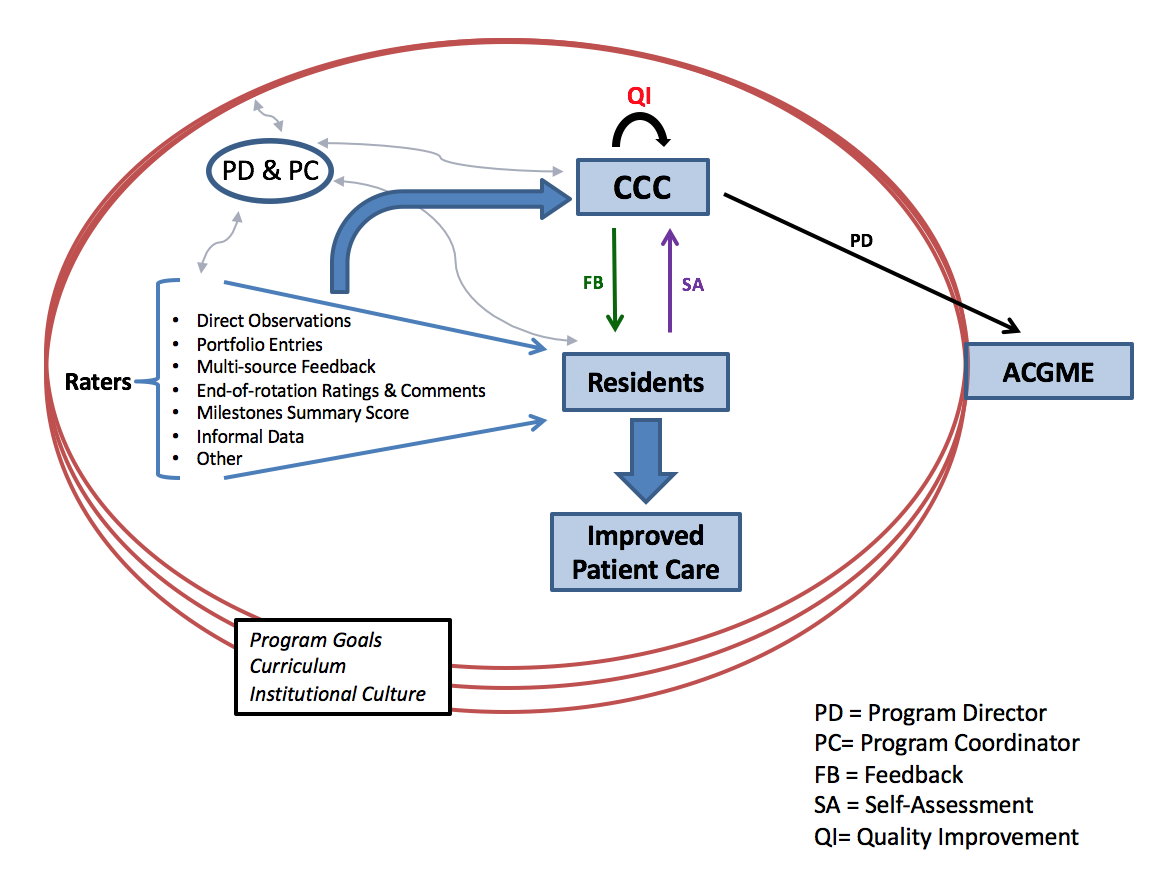 QI
PD & PC
CCC
PD
FB
SA
Raters
• Direct Observations
• Portfolio Entries
• Multi-source Feedback
• End-of-rotation Ratings & Comments
• Milestones Summary Score
• Informal Data
• Other
Residents
ACGME
Improved
Patient Care
Program Goals
Curriculum
Institutional Culture
PD = Program Director
PC= Program Coordinator
FB = Feedback
SA = Self-Assessment
QI= Quality Improvement